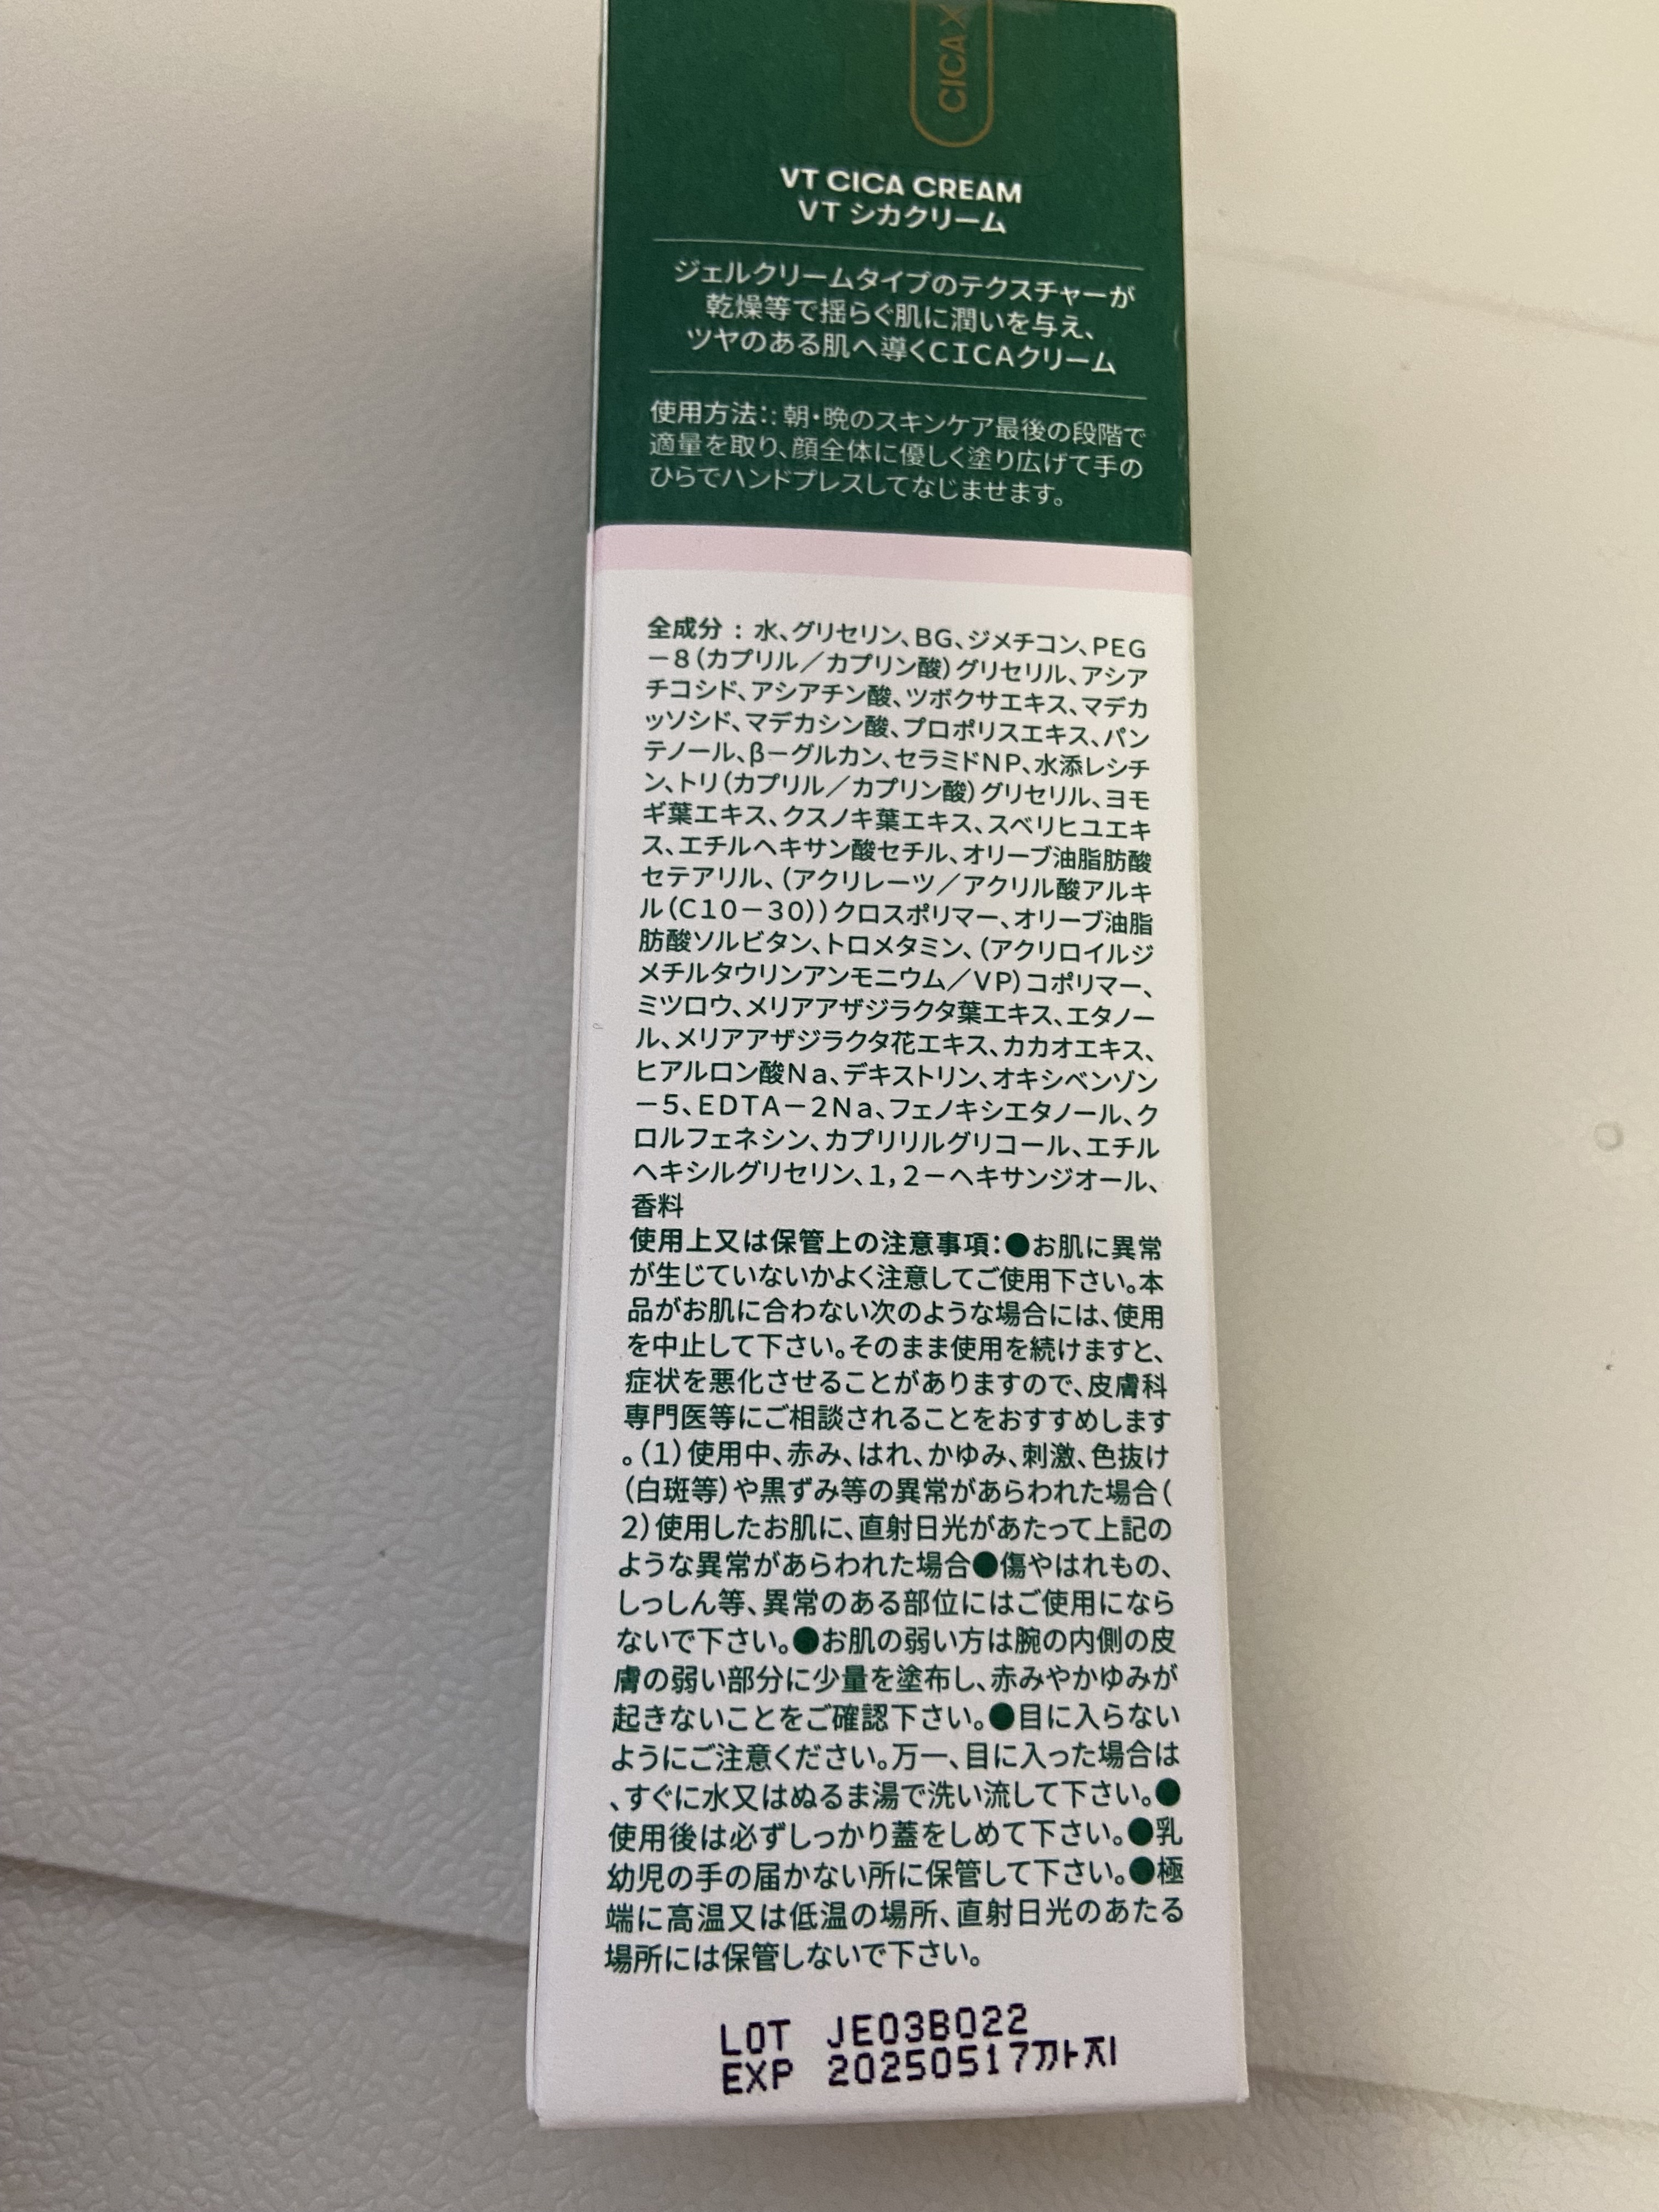 CICA X
VT CICA CREAM
VT シカクリーム
ジェルクリームタイプのテクスチャーが
乾燥等で揺らぐ肌に潤いを与え、
ツヤのある肌へ導くCICAクリーム
使用方法:: 朝・晩のスキンケア最後の段階で
適量を取り、顔全体に優しく塗り広げて手の
ひらでハンドプレスしてなじませます。
全成分 : 水、グリセリン、BG、ジメチコン、PEG
－8(カプリル／カプリン酸)グリセリル、アシア
チコシド、アシアチン酸、ツボクサエキス、マデカ
ッソシド、マデカシン酸、プロポリスエキス、パン
テノール、β－グルカン、セラミドNP、水添レシチ
ン、トリ(カプリル／カプリン酸)グリセリル、ヨモ
ギ葉エキス、クスノキ葉エキス、スベリヒユエキ
ス、エチルヘキサン酸セチル、オリーブ油脂肪酸
セテアリル、(アクリレーツ／アクリル酸アルキ
ル(C10－30))クロスポリマー、オリーブ油脂
肪酸ソルビタン、トロメタミン、(アクリロイルジ
メチルタウリンアンモニウム／VP)コポリマー、
ミツロウ、メリアアザジラクタ葉エキス、エタノー
ル、メリアアザジラクタ花エキス、カカオエキス、
ヒアルロン酸Na、デキストリン、オキシベンゾン
－5、EDTA－2Na、フェノキシエタノール、ク
ロルフェネシン、カプリリルグリコール、エチル
ヘキシルグリセリン、1,2－ヘキサンジオール、
香料
使用上又は保管上の注意事項:●お肌に異常
が生じていないかよく注意してご使用下さい。本
品がお肌に合わない次のような場合には、使用
を中止して下さい。そのまま使用を続けますと、
症状を悪化させることがありますので、皮膚科
専門医等にご相談されることをおすすめします
。(1)使用中、赤み、はれ、かゆみ、刺激、色抜け
(白斑等)や黒ずみ等の異常があらわれた場合(
2)使用したお肌に、直射日光があたって上記の
ような異常があらわれた場合●傷やはれもの、
しっしん等、異常のある部位にはご使用になら
ないで下さい。●お肌の弱い方は腕の内側の皮
膚の弱い部分に少量を塗布し、赤みやかゆみが
起きないことをご確認下さい。●目に入らない
ようにご注意ください。万一、目に入った場合は
、すぐに水又はぬるま湯で洗い流して下さい。●
使用後は必ずしっかり蓋をしめて下さい。●乳
幼児の手の届かない所に保管して下さい。●極
端に高温又は低温の場所、直射日光のあたる
場所には保管しないで下さい。
LOT JE03B022
EXP 20250517까지